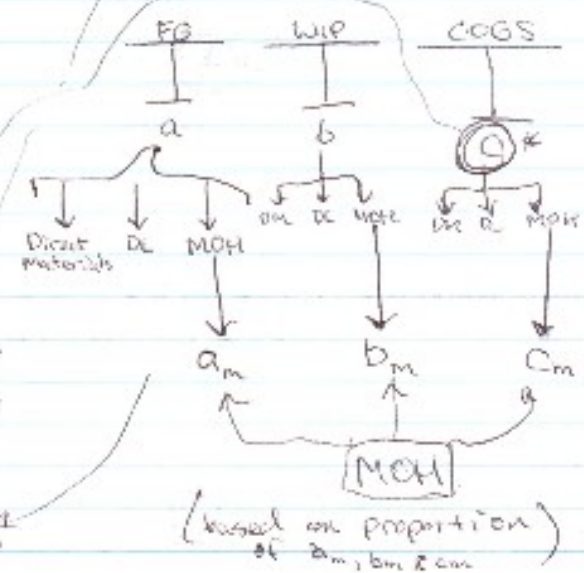 FG WIP COGS
a b C *
Direct Materials DL MOH
DM DL MOH
DM DL MOH
am bm cm
MOH
(based on proportion
of am, bm & cm)